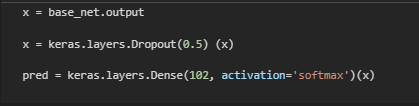 x = base_net.output
x = keras.layers.Dropout(0.5) (x)
pred = keras.layers.Dense(102, activation='softmax')(x)